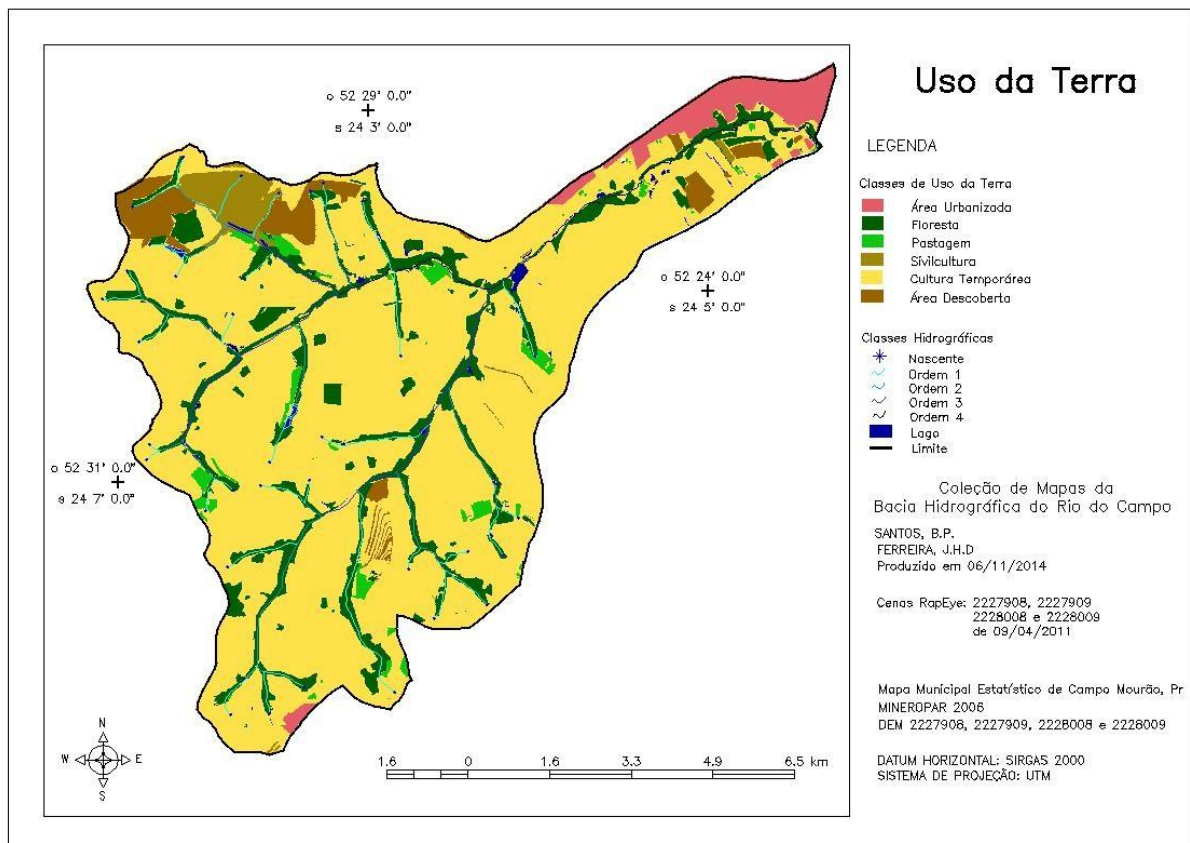 Uso da Terra
LEGENDA
Classes de Uso da Terra
Área Urbanizada
Floresta
Pastagem
Sivilcultura
Cultura Temporárea
Área Descoberta
Classes Hidrográficas
Nascente
Ordem 1
Ordem 2
Ordem 3
Ordem 4
Lago
Limite
Coleção de Mapas da
Bacia Hidrográfica do Rio do Campo
SANTOS, B.P.
FERREIRA, J.H.D
Produzido em 06/11/2014
Cenas RapEye: 2227908, 2227909
2228008 e 2228009
de 09/04/2011
Mapa Municipal Estatístico de Campo Mourão, Pr
MINEROPAR 2006
DEM 2227908, 2227909, 2228008 e 2228009
DATUM HORIZONTAL: SIRGAS 2000
SISTEMA DE PROJEÇÃO: UTM
o 52 29' 0.0"
s 24 3' 0.0"
o 52 24' 0.0"
s 24 5' 0.0"
o 52 31' 0.0"
s 24 7' 0.0"
N
W E
S
1.6 0 1.6 3.3 4.9 6.5 km